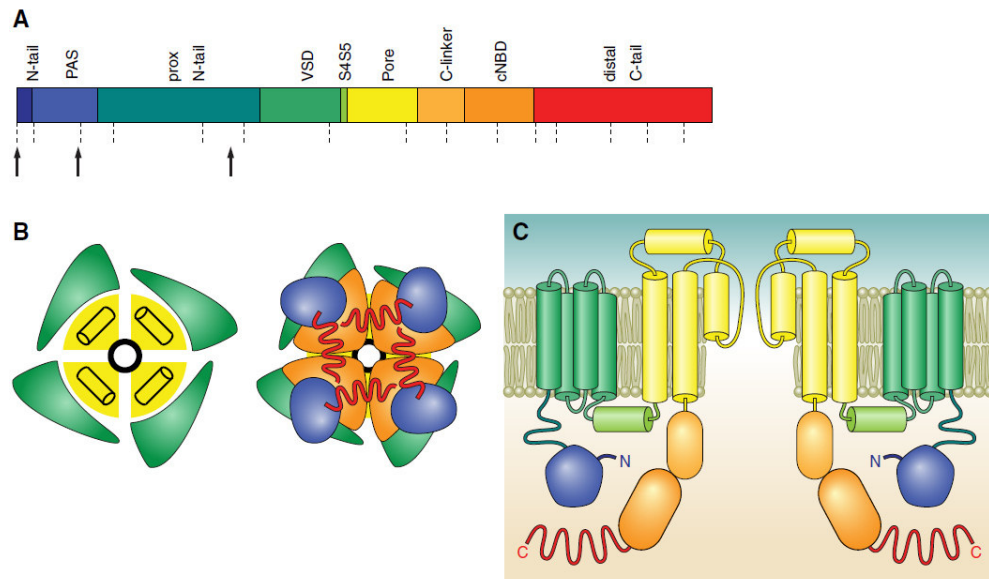 A
N-tail
PAS
prox
N-tail
VSD
S4S5
Pore
C-linker
cNBD
distal
C-tail
B
C
N
N
C
C